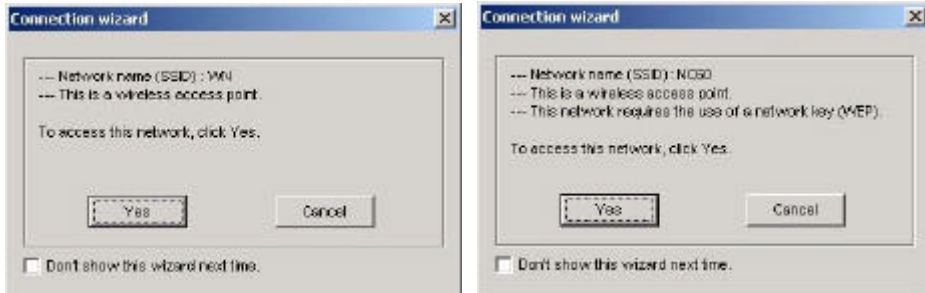 Connection wizard
--- Network name (SSID) : WN
--- This is a wireless access point.
To access this network, click Yes.
Yes
Cancel
Don't show this wizard next time.
Connection wizard
--- Network name (SSID) : NC60
--- This is a wireless access point.
--- This network requires the use of a network key (WEP).
To access this network, click Yes.
Yes
Cancel
Don't show this wizard next time.